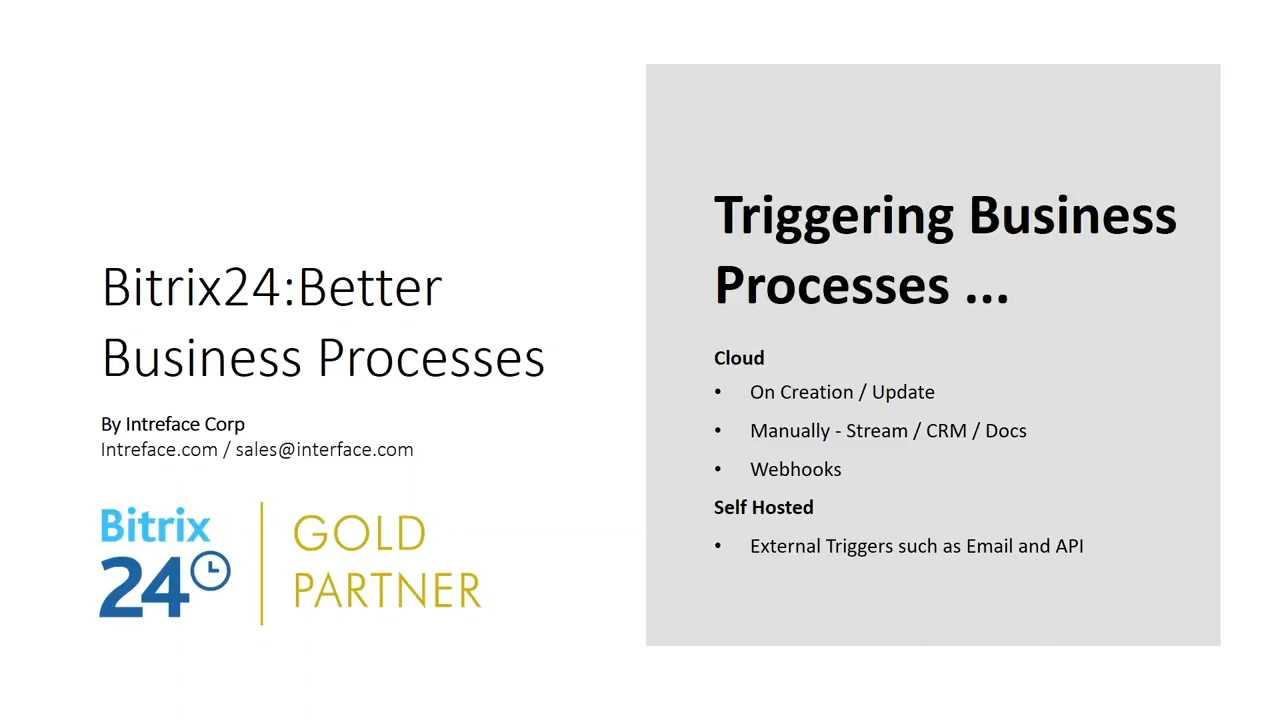 Bitrix24:Better
Business Processes
By Intreface Corp
Intreface.com / sales@interface.com
Bitrix
24
GOLD
PARTNER
Triggering Business
Processes ...
Cloud
• On Creation / Update
• Manually - Stream / CRM / Docs
• Webhooks
Self Hosted
• External Triggers such as Email and API